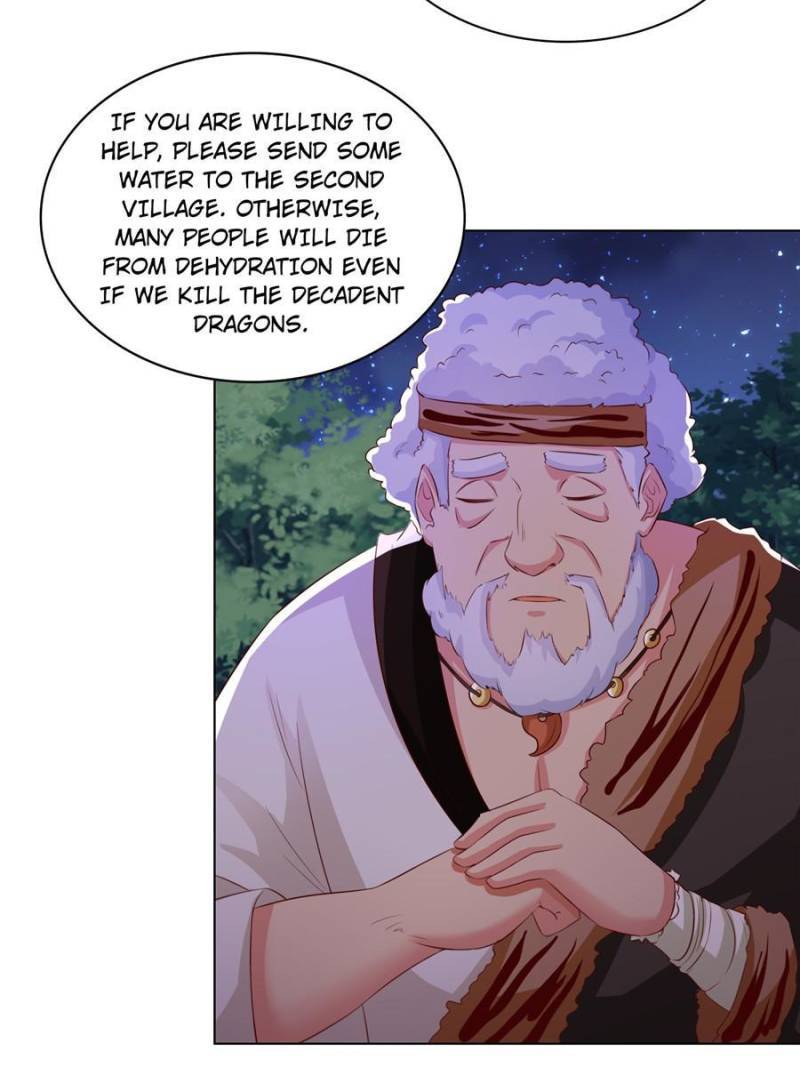 IF YOU ARE WILLING TO
HELP, PLEASE SEND SOME
WATER TO THE SECOND
VILLAGE. OTHERWISE,
MANY PEOPLE WILL DIE
FROM DEHYDRATION EVEN
IF WE KILL THE DECADENT
DRAGONS.